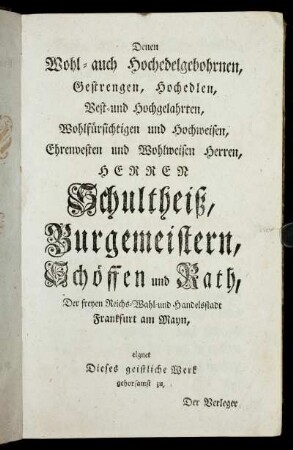 Denen
Wohl-auch Hochedelgebohrnen,
Gestrengen, Hochedlen,
Vest-und Hochgelahrten,
Wohlfürsichtigen und Hochweisen,
Ehrenvesten und Wohlweisen Herren,
HERREN
Schultheiß,
Burgemeistern,
Schöffen und Rath,
Der freyen Reichs-Wahl-und Handelsstadt
Frankfurt am Mayn,
eignet
Dieses geistliche Werk
gehorsamst zu,
Der Verleger